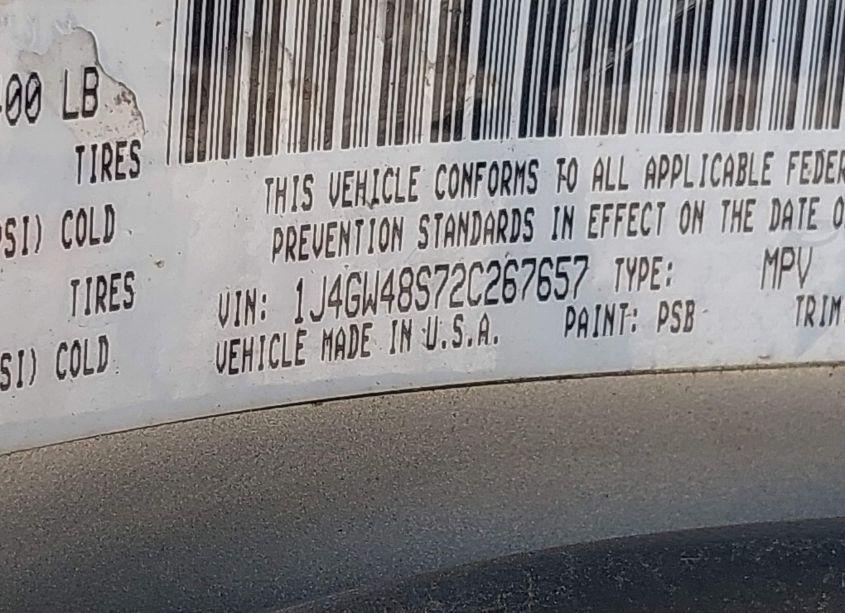 00 LB
TIRES
SI) COLD
TIRES
SI) COLD
THIS VEHICLE CONFORMS TO ALL APPLICABLE FEDER
PREVENTION STANDARDS IN EFFECT ON THE DATE O
VIN: 1J4GW48S72C267657 TYPE: MPV
VEHICLE MADE IN U.S.A. PAINT: PSB TRIM